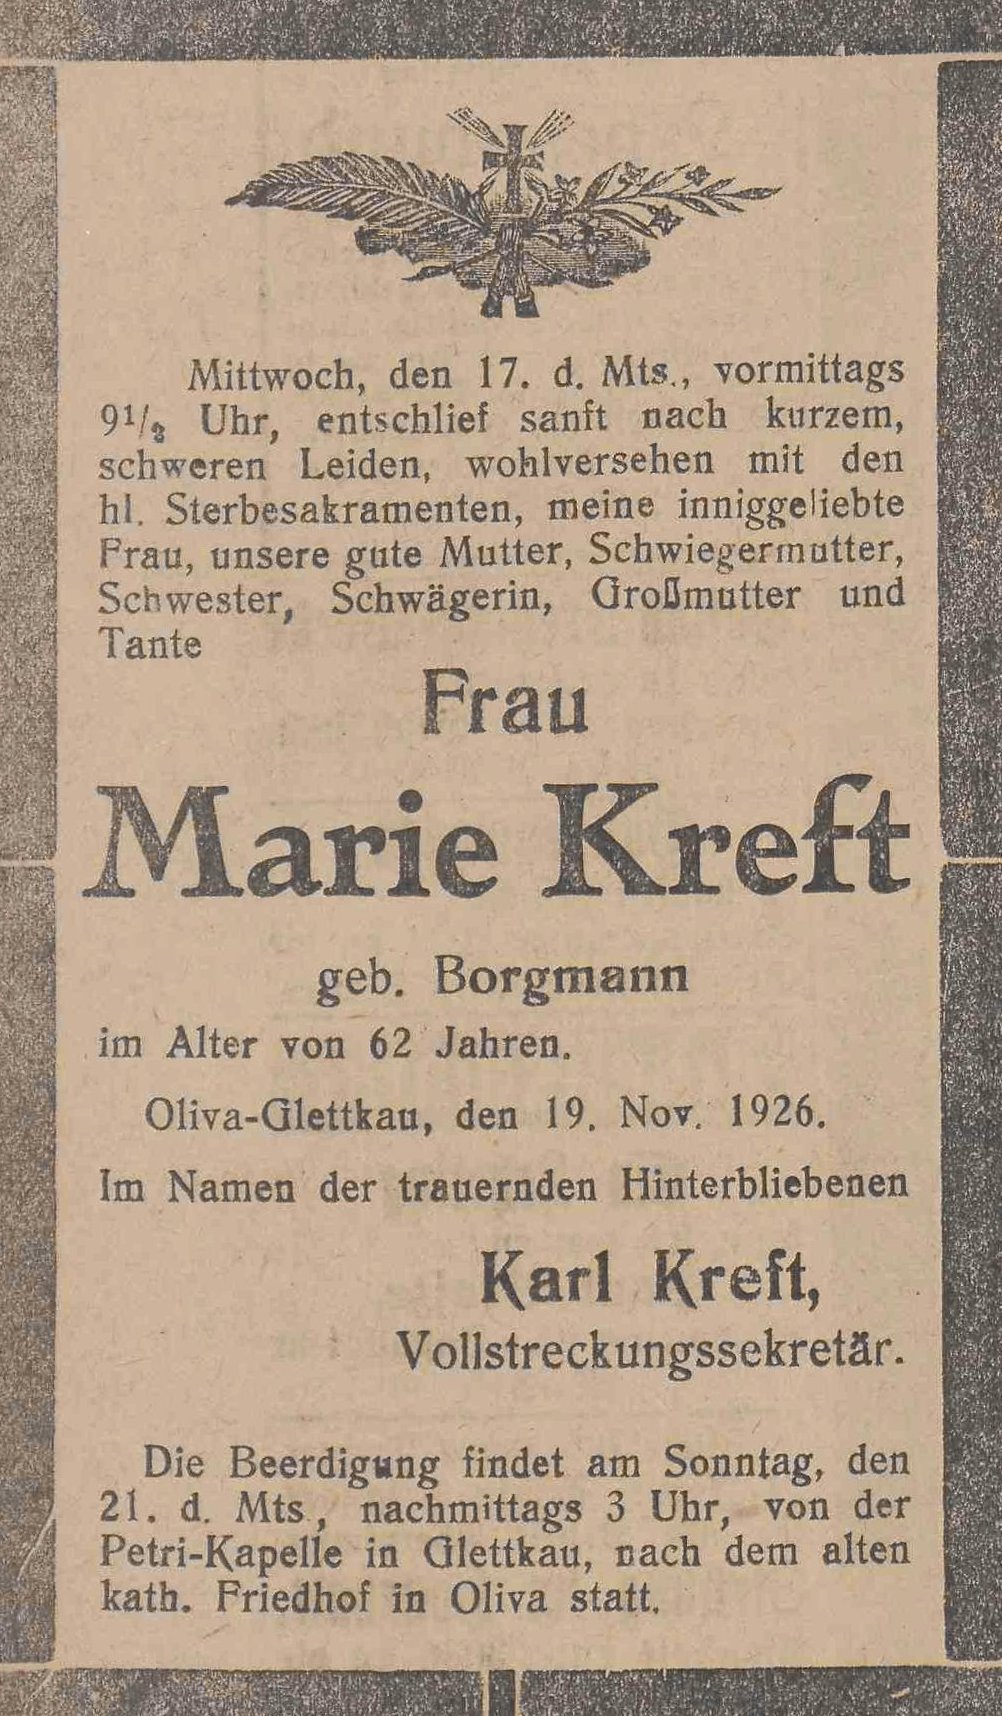 Mittwoch, den 17. d. Mts., vormittags
9½ Uhr, entschlief sanft nach kurzem,
schweren Leiden, wohlversehen mit den
hl. Sterbesakramenten, meine inniggeliebte
Frau, unsere gute Mutter, Schwiegermutter,
Schwester, Schwägerin, Großmutter und
Tante
Frau
Marie Kreft
geb. Borgmann
im Alter von 62 Jahren.
Oliva-Glettkau, den 19. Nov. 1926.
Im Namen der trauernden Hinterbliebenen
Karl Kreft,
Vollstreckungssekretär.
Die Beerdigung findet am Sonntag, den
21. d. Mts., nachmittags 3 Uhr, von der
Petri-Kapelle in Glettkau, nach dem alten
kath. Friedhof in Oliva statt.